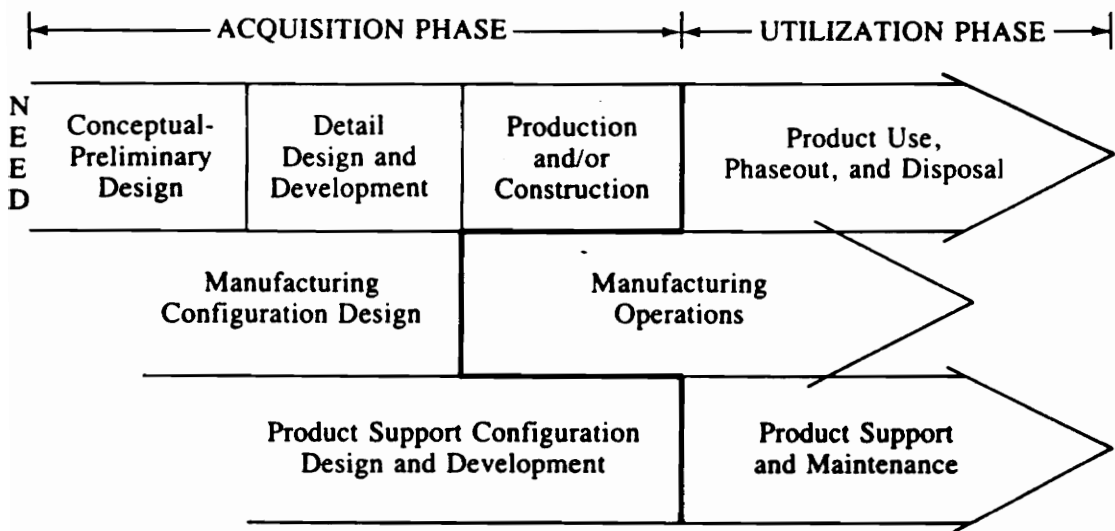 ACQUISITION PHASE
UTILIZATION PHASE
NEED
Conceptual-
Preliminary
Design
Detail
Design and
Development
Production
and/or
Construction
Product Use,
Phaseout, and Disposal
Manufacturing
Configuration Design
Manufacturing
Operations
Product Support Configuration
Design and Development
Product Support
and Maintenance